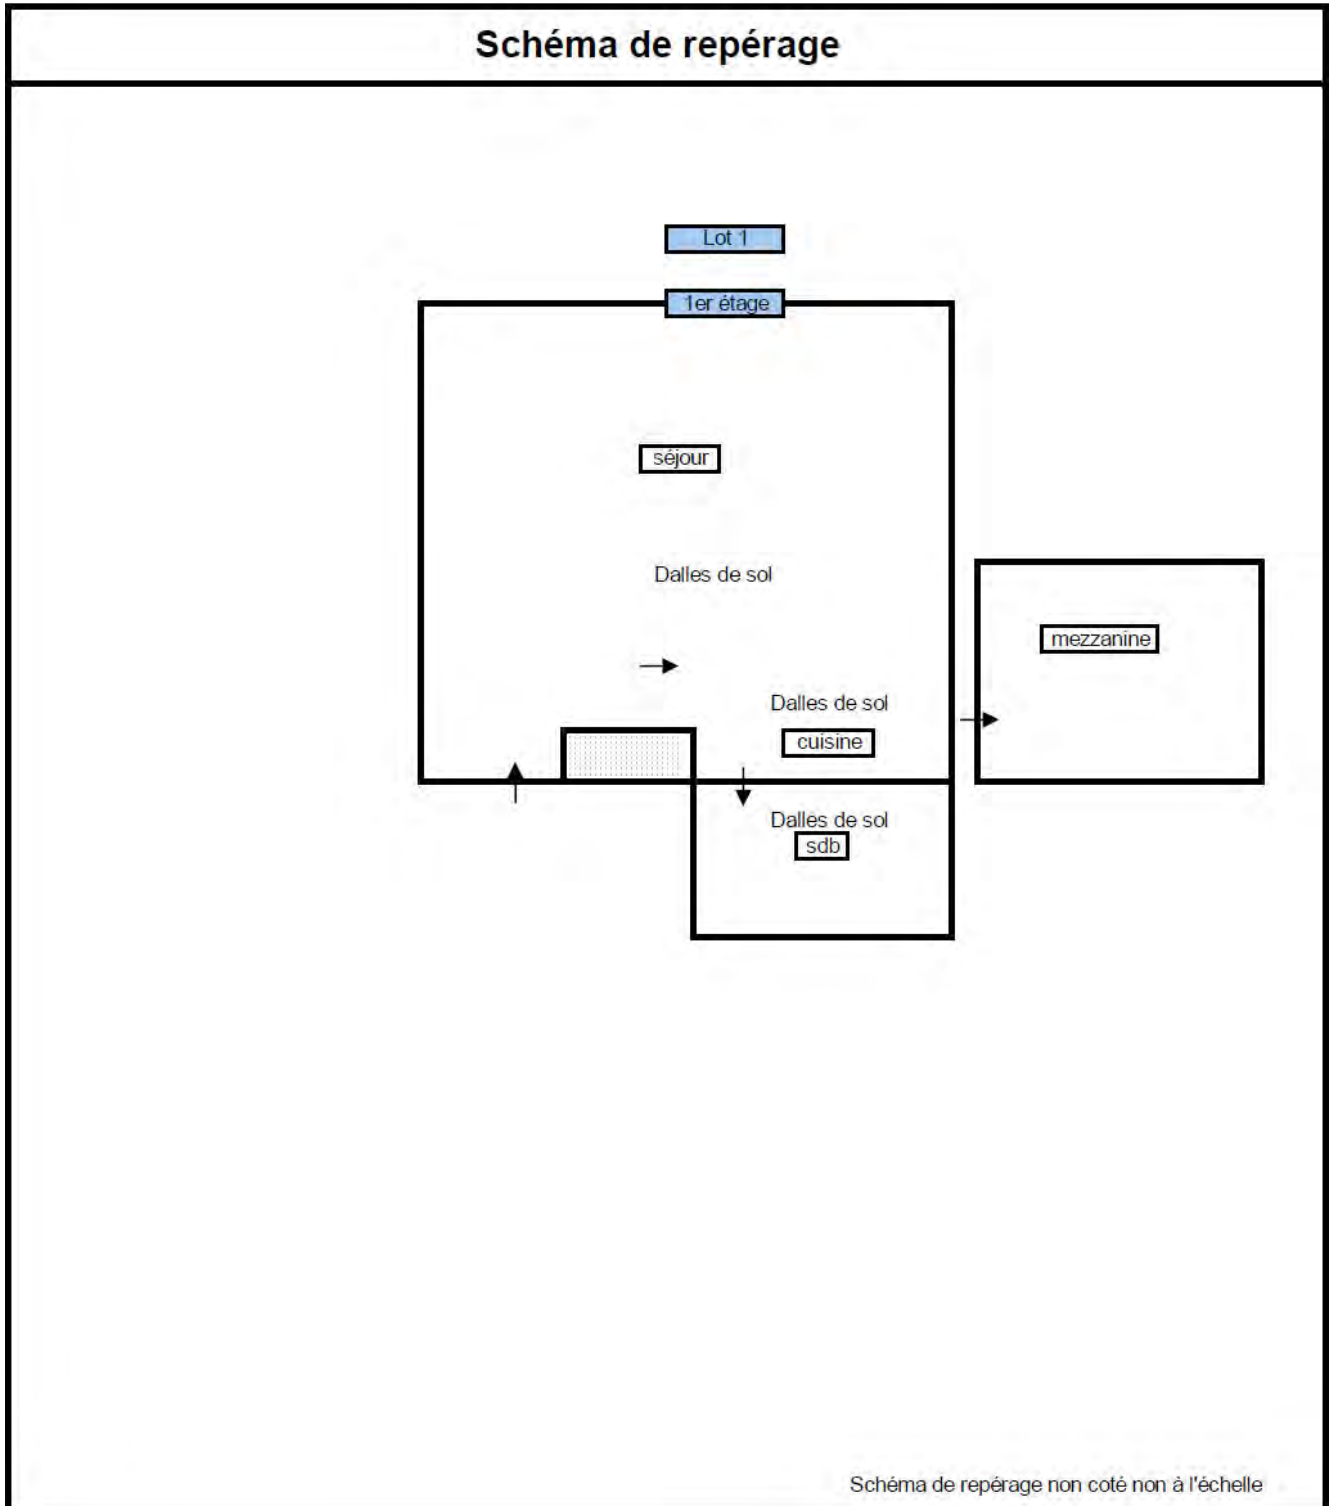 Schéma de repérage
Lot 1
1er étage
séjour
Dalles de sol
mezzanine
Dalles de sol
cuisine
Dalles de sol
sdb
Schéma de repérage non coté non à l'échelle